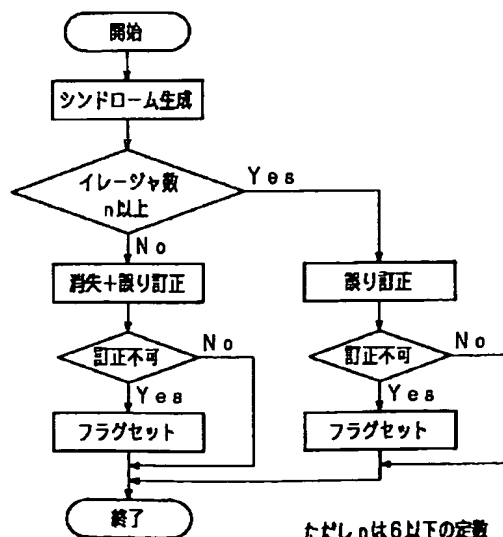 開始
シンドローム生成
イレージャ数
n以上
Yes
No
消失+誤り訂正
誤り訂正
訂正不可
No
訂正不可
No
Yes
Yes
フラグセット
フラグセット
終了
ただしnは6以下の定数